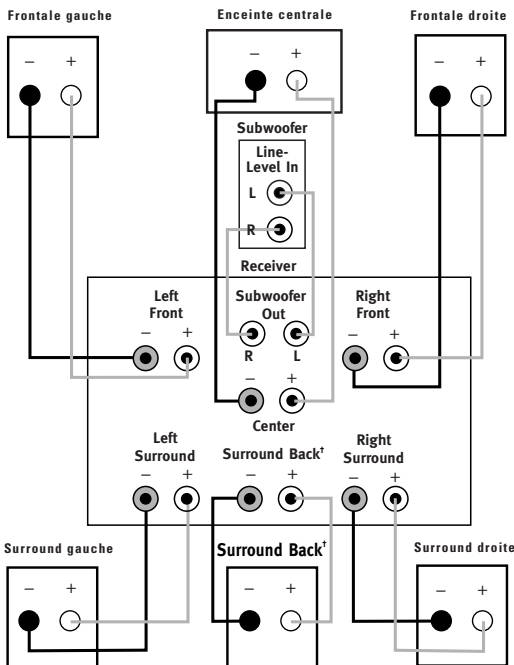 Frontale gauche
Enceinte centrale
Frontale droite
– +
– +
– +
Subwoofer
Line-
Level In
L
R
Receiver
Left
Front
Subwoofer
Out
Right
Front
– +
R L
– +
– +
Center
Left
Surround
Surround Back†
Right
Surround
– +
– +
– +
Surround gauche
Surround Back†
Surround droite
– +
– +
– +